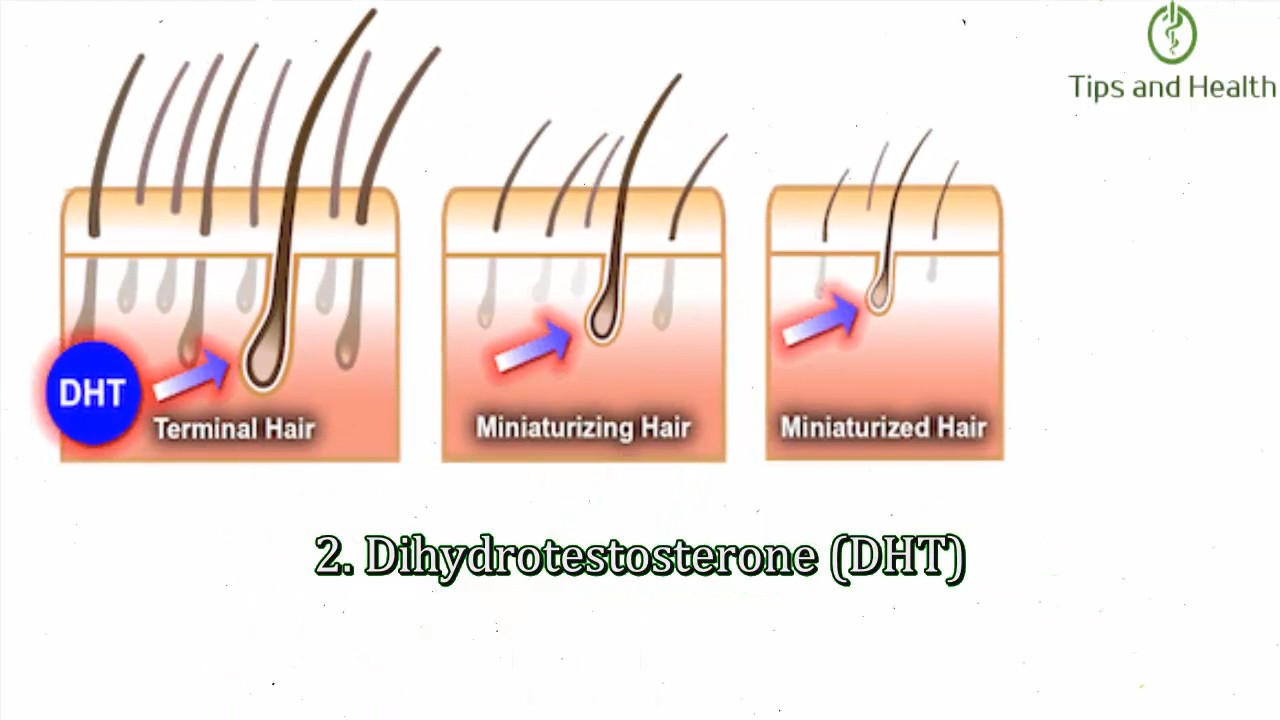 Tips and Health
DHT
Terminal Hair
Miniaturizing Hair
Miniaturized Hair
2. Dihydrotestosterone (DHT)